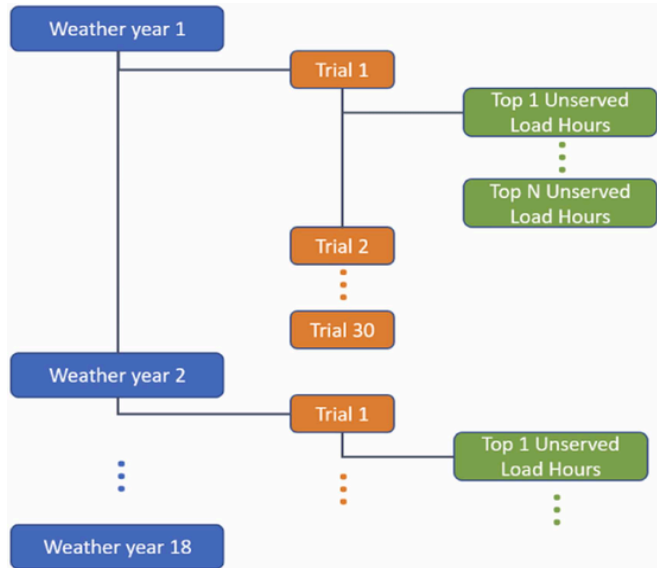 Weather year 1
Trial 1
Top 1 Unserved
Load Hours
Top N Unserved
Load Hours
Trial 2
Trial 30
Weather year 2
Trial 1
Top 1 Unserved
Load Hours
Weather year 18